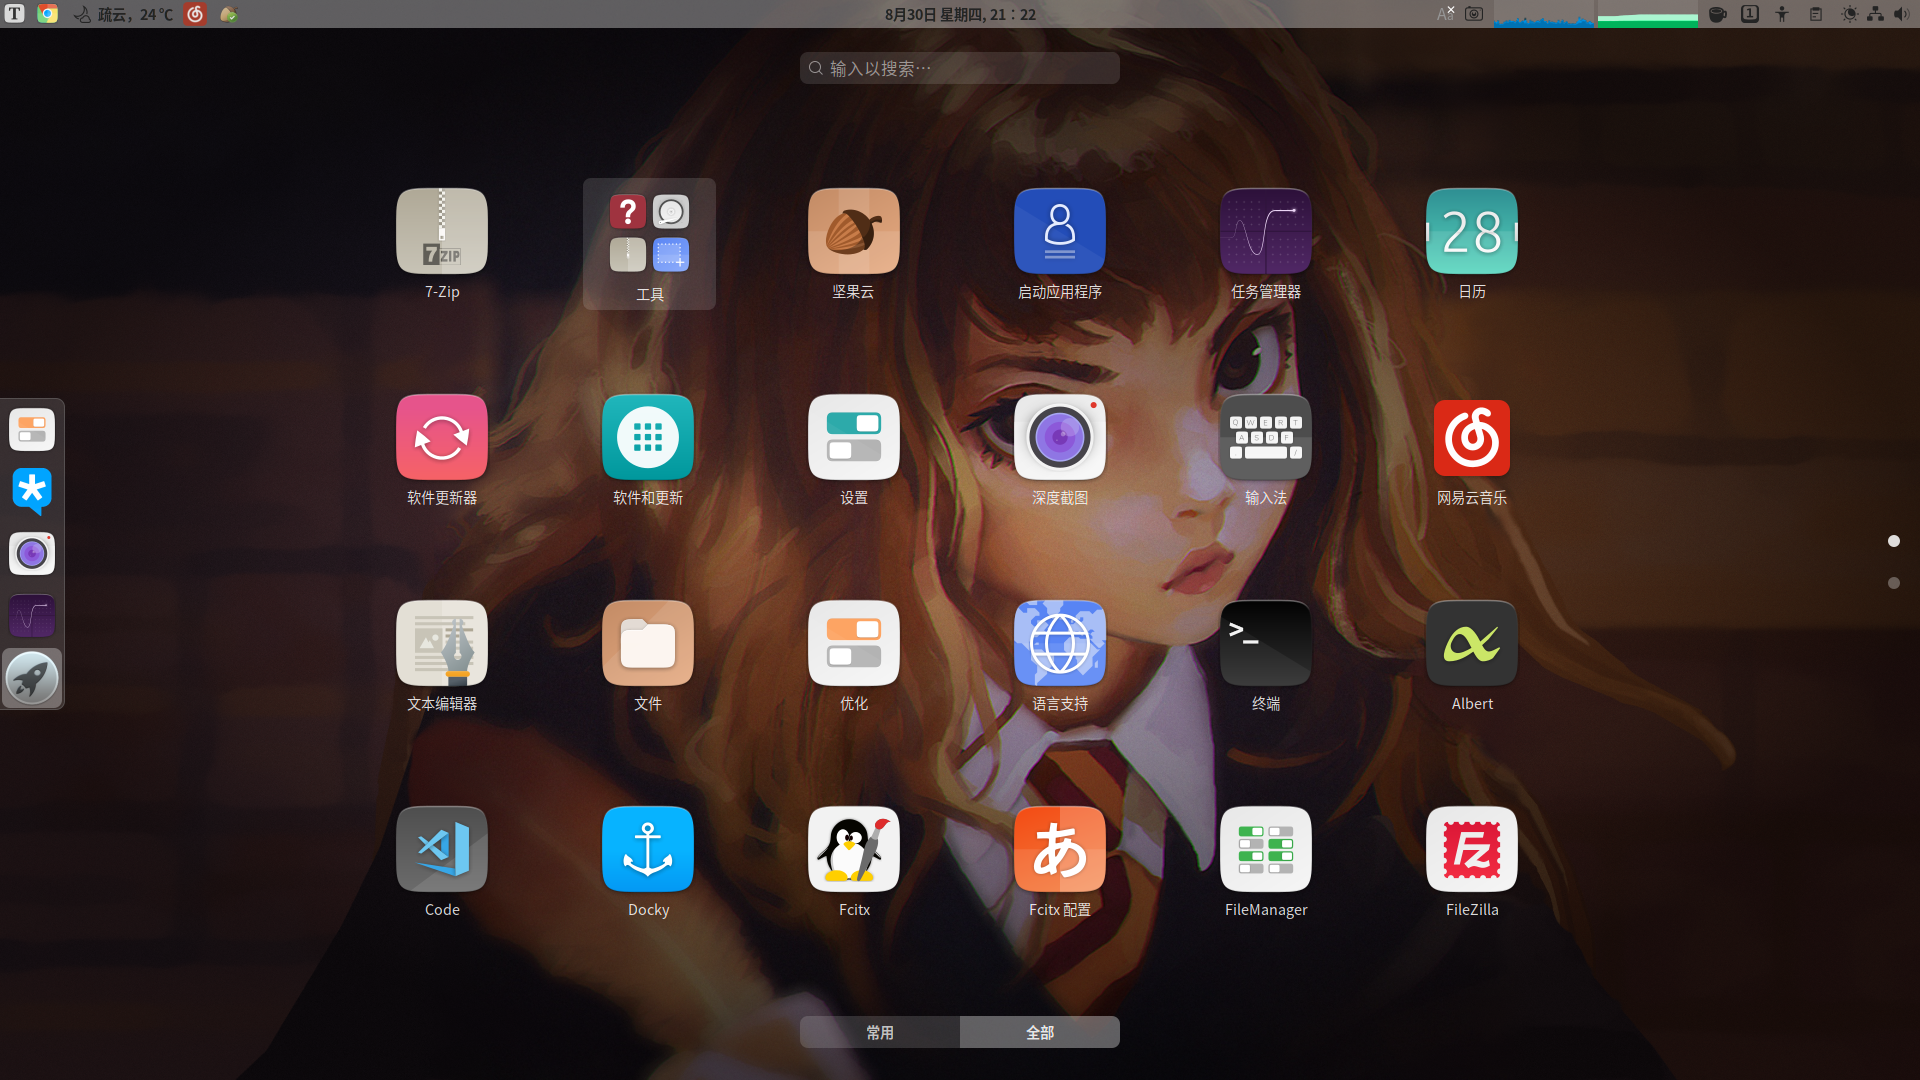 T
疏云，24 ℃
8月30日 星期四, 21：22
1
输入以搜索…
7 ZIP
?
28
7-Zip
工具
坚果云
启动应用程序
任务管理器
日历
Q W E R T
A S D F
/
软件更新器
软件和更新
设置
深度截图
输入法
网易云音乐
>_
文本编辑器
文件
优化
语言支持
终端
Albert
あ
Fz
Code
Docky
Fcitx
Fcitx 配置
FileManager
FileZilla
常用
全部